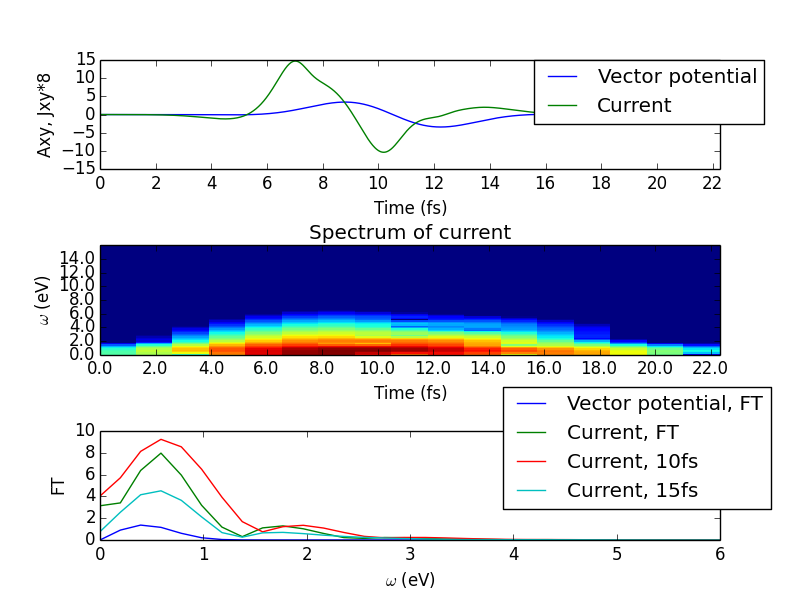 15
10
5
0
−5
−10
−15
Axy, Jxy*8
Vector potential
Current
0 2 4 6 8 10 12 14 16 18 20 22
Time (fs)
Spectrum of current
14.0
12.0
10.0
8.0
6.0
4.0
2.0
0.0
ω (eV)
0.0 2.0 4.0 6.0 8.0 10.0 12.0 14.0 16.0 18.0 20.0 22.0
Time (fs)
Vector potential, FT
Current, FT
Current, 10fs
Current, 15fs
10
8
6
4
2
0
FT
0 1 2 3 4 5 6
ω (eV)